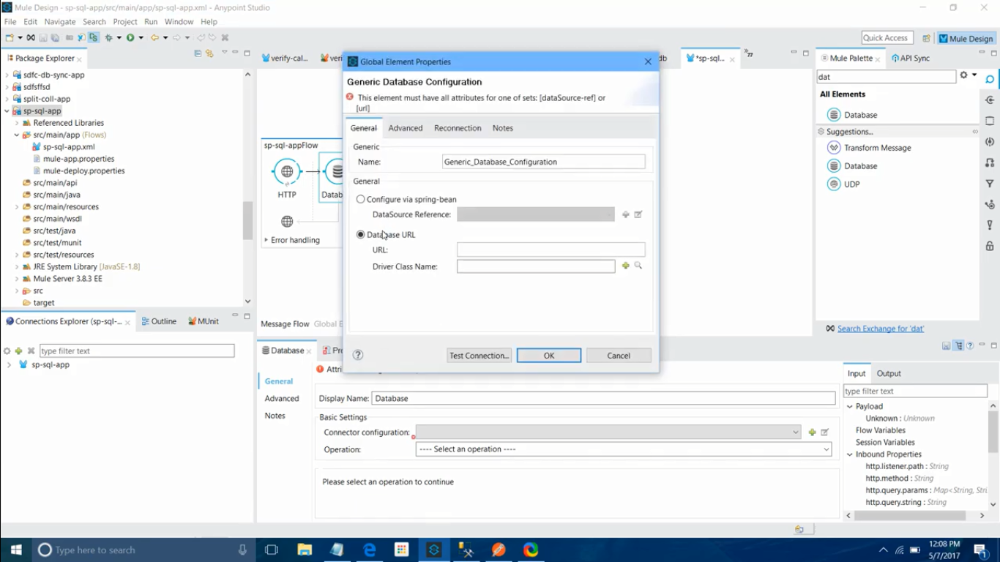 Mule Design - sp-sql-app/src/main/app/sp-sql-app.xml - Anypoint Studio
File Edit Navigate Search Project Run Window Help
Quick Access
Mule Design
Package Explorer
sdfc-db-sync-app
sdfsffsd
split-coll-app
sp-sql-app
Referenced Libraries
src/main/app (Flows)
sp-sql-app.xml
mule-app.properties
mule-deploy.properties
src/main/api
src/main/java
src/main/resources
src/main/wsdl
src/test/java
src/test/munit
src/test/resources
JRE System Library [JavaSE-1.8]
Mule Server 3.8.3 EE
src
target
verify-cal...
veri
db
*sp-sql...
77
sp-sql-appFlow
HTTP
Datab
Error handling
Message Flow Global E
Global Element Properties
Generic Database Configuration
This element must have all attributes for one of sets: [dataSource-ref] or
[url]
General Advanced Reconnection Notes
Generic
Name: Generic_Database_Configuration
General
Configure via spring-bean
DataSource Reference:
Database URL
URL:
Driver Class Name:
Test Connection... OK Cancel
Mule Palette API Sync
dat
All Elements
Database
Suggestions...
Transform Message
Database
UDP
Search Exchange for 'dat'
Connections Explorer (sp-sql-... Outline MUnit
type filter text
sp-sql-app
Database Pr
General
Advanced
Notes
Attri
Display Name: Database
Basic Settings
Connector configuration:
Operation: ---- Select an operation ----
Please select an operation to continue
Input Output
type filter text
Payload
Unknown : Unknown
Flow Variables
Session Variables
Inbound Properties
http.listener.path : String
http.method : String
http.query.params : Map<String, Stri
http.query.string : String
Type here to search
12:08 PM
5/7/2017
1